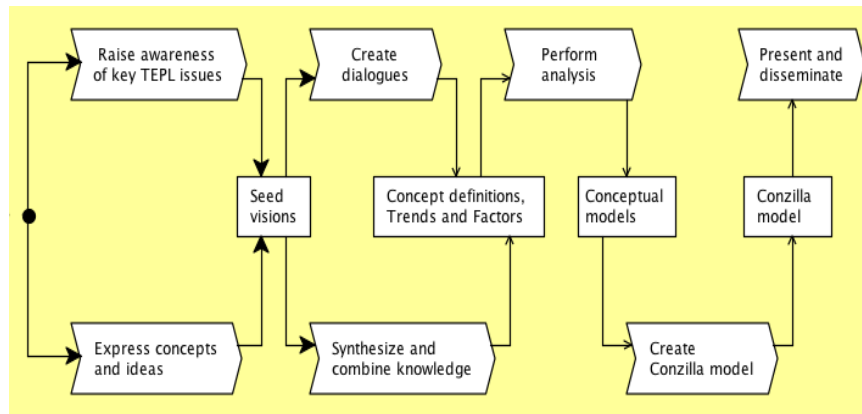 Raise awareness
of key TEPL issues
Create
dialogues
Perform
analysis
Present and
disseminate
Seed
visions
Concept definitions,
Trends and Factors
Conceptual
models
Conzilla
model
Express concepts
and ideas
Synthesize and
combine knowledge
Create
Conzilla model